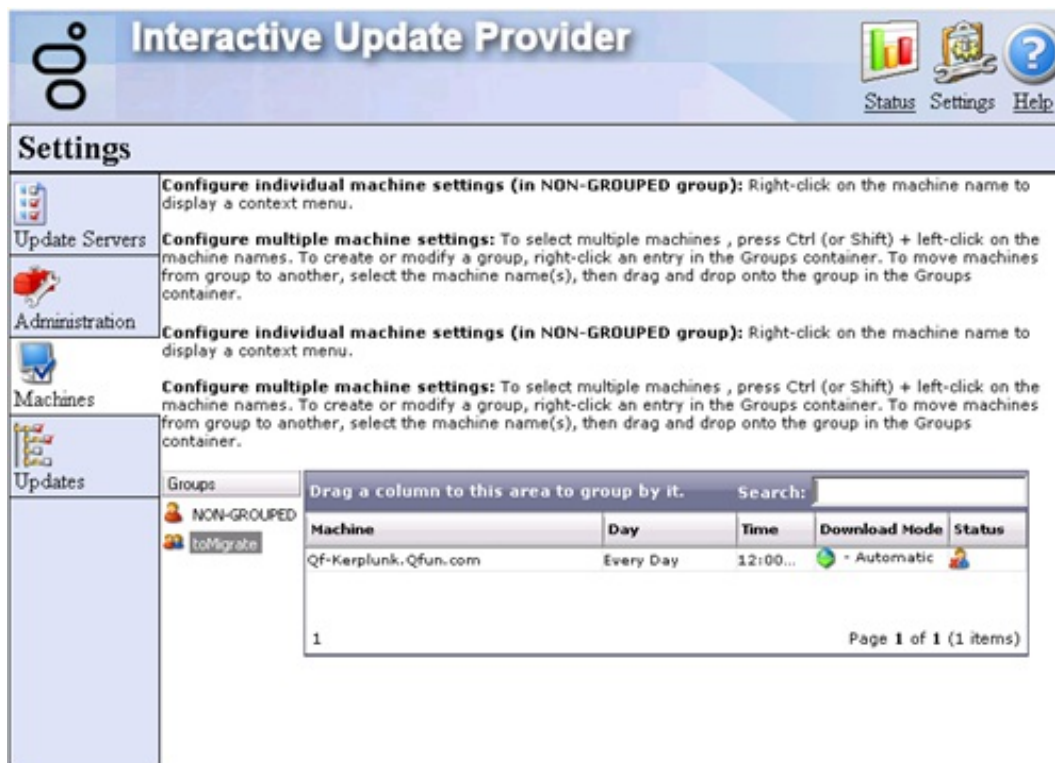 Interactive Update Provider
Status Settings Help
Settings
Update Servers
Administration
Machines
Updates
Configure individual machine settings (in NON-GROUPED group): Right-click on the machine name to
display a context menu.
Configure multiple machine settings: To select multiple machines , press Ctrl (or Shift) + left-click on the
machine names. To create or modify a group, right-click an entry in the Groups container. To move machines
from group to another, select the machine name(s), then drag and drop onto the group in the Groups
container.
Configure individual machine settings (in NON-GROUPED group): Right-click on the machine name to
display a context menu.
Configure multiple machine settings: To select multiple machines , press Ctrl (or Shift) + left-click on the
machine names. To create or modify a group, right-click an entry in the Groups container. To move machines
from group to another, select the machine name(s), then drag and drop onto the group in the Groups
container.
Groups
NON-GROUPED
toMigrate
Drag a column to this area to group by it. Search:
Machine Day Time Download Mode Status
Qf-Kerplunk.Qfun.com Every Day 12:00... - Automatic
1 Page 1 of 1 (1 items)